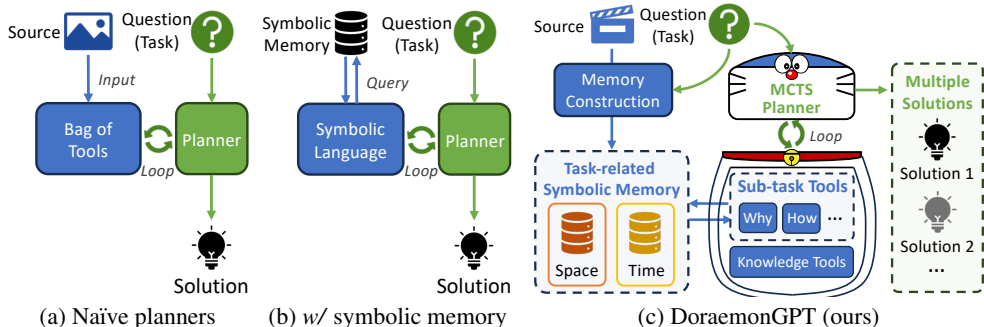 Source
Question
(Task)
Input
Bag of
Tools
Loop
Planner
Solution
(a) Naïve planners
Symbolic
Memory
Question
(Task)
Query
Symbolic
Language
Loop
Planner
Solution
(b) w/ symbolic memory
Source
Question
(Task)
Memory
Construction
MCTS
Planner
Loop
Task-related
Symbolic Memory
Space
Time
Sub-task Tools
Why
How
...
Knowledge Tools
Multiple
Solutions
Solution 1
Solution 2
...
(c) DoraemonGPT (ours)